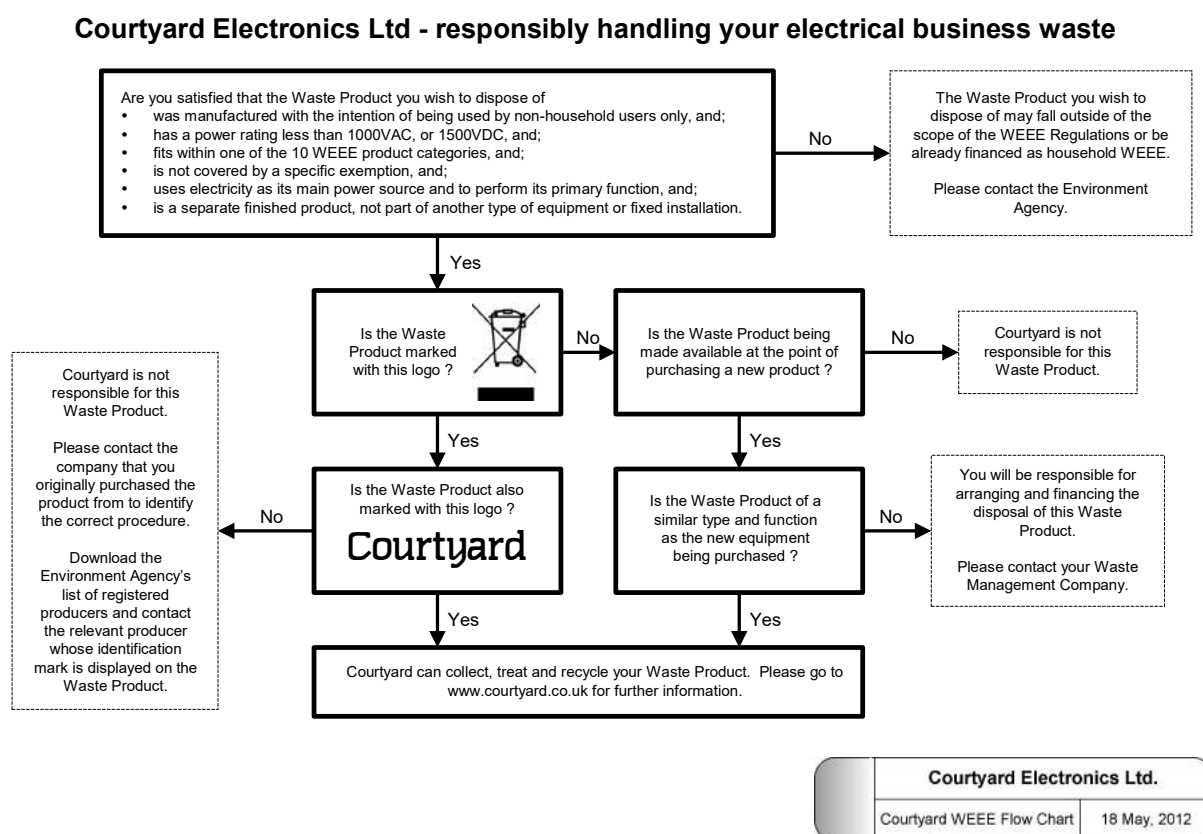 Courtyard Electronics Ltd - responsibly handling your electrical business waste
Are you satisfied that the Waste Product you wish to dispose of
• was manufactured with the intention of being used by non-household users only, and;
• has a power rating less than 1000VAC, or 1500VDC, and;
• fits within one of the 10 WEEE product categories, and;
• is not covered by a specific exemption, and;
• uses electricity as its main power source and to perform its primary function, and;
• is a separate finished product, not part of another type of equipment or fixed installation.
No
The Waste Product you wish to
dispose of may fall outside of the
scope of the WEEE Regulations or be
already financed as household WEEE.
Please contact the Environment
Agency.
Yes
Is the Waste
Product marked
with this logo ?
No
Is the Waste Product being
made available at the point of
purchasing a new product ?
No
Courtyard is not
responsible for this
Waste Product.
Courtyard is not
responsible for this
Waste Product.
Please contact the
company that you
originally purchased the
product from to identify
the correct procedure.
Download the
Environment Agency's
list of registered
producers and contact
the relevant producer
whose identification
mark is displayed on the
Waste Product.
Yes
Yes
No
Is the Waste Product also
marked with this logo ?
Courtyard
Is the Waste Product of a
similar type and function
as the new equipment
being purchased ?
No
You will be responsible for
arranging and financing the
disposal of this Waste
Product.
Please contact your Waste
Management Company.
Yes
Yes
Courtyard can collect, treat and recycle your Waste Product. Please go to
www.courtyard.co.uk for further information.
Courtyard Electronics Ltd.
Courtyard WEEE Flow Chart
18 May, 2012